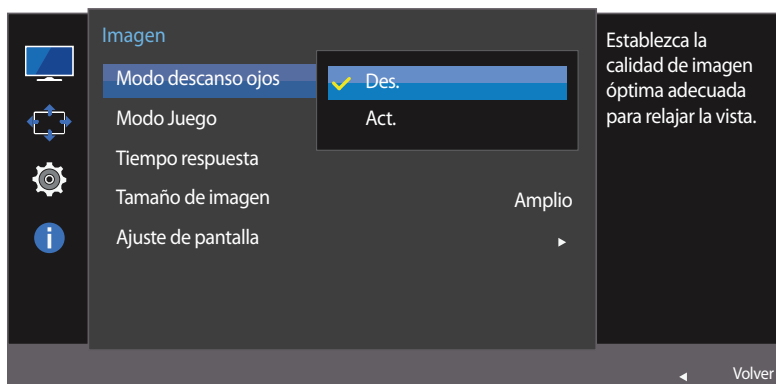 Imagen
Modo descanso ojos
Des.
Modo Juego
Act.
Tiempo respuesta
Tamaño de imagen
Amplio
Ajuste de pantalla
Establezca la
calidad de imagen
óptima adecuada
para relajar la vista.
Volver